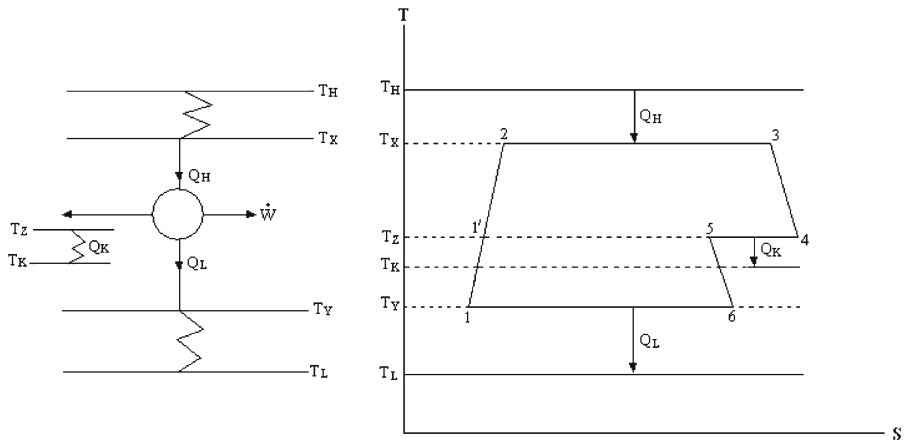 T_H
T_X
Q_H
Ẇ
T_Z
Q_K
T_K
Q_L
T_Y
T_L
T
T_H
Q_H
T_X
2
3
T_Z
1'
5
4
Q_K
T_K
T_Y
1
6
Q_L
T_L
S